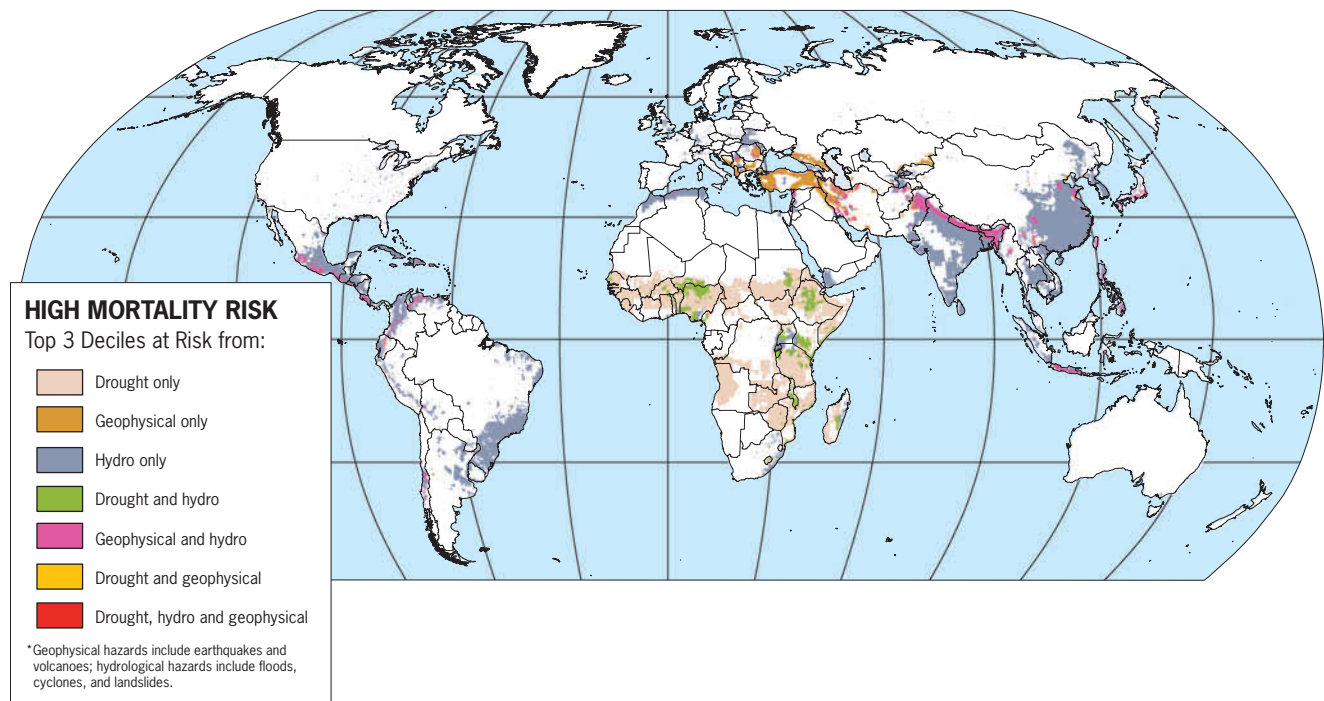 HIGH MORTALITY RISK
Top 3 Deciles at Risk from:
Drought only
Geophysical only
Hydro only
Drought and hydro
Geophysical and hydro
Drought and geophysical
Drought, hydro and geophysical
*Geophysical hazards include earthquakes and
volcanoes; hydrological hazards include floods,
cyclones, and landslides.